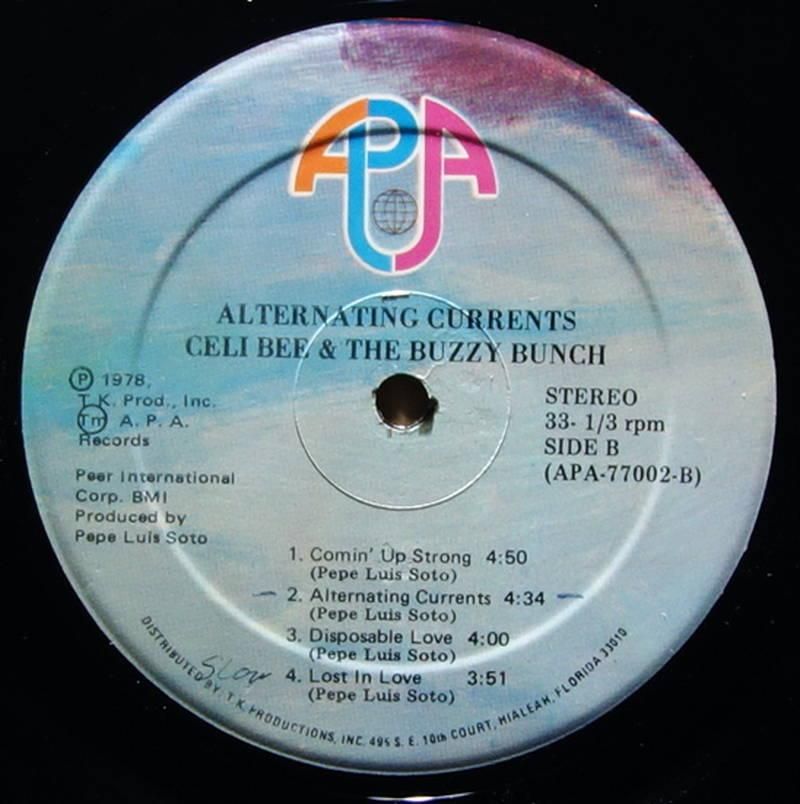 APA
ALTERNATING CURRENTS
CELI BEE & THE BUZZY BUNCH
Ⓟ 1978,
T.K. Prod., Inc.
Tm A. P. A.
Records
Peer International
Corp. BMI
Produced by
Pepe Luis Soto
STEREO
33- 1/3 rpm
SIDE B
(APA-77002-B)
1. Comin' Up Strong 4:50
(Pepe Luis Soto)
2. Alternating Currents 4:34
(Pepe Luis Soto)
3. Disposable Love 4:00
(Pepe Luis Soto)
Slow
4. Lost In Love 3:51
(Pepe Luis Soto)
DISTRIBUTED BY, T.K. PRODUCTIONS, INC. 495 S. E. 10th COURT, HIALEAH, FLORIDA 33010